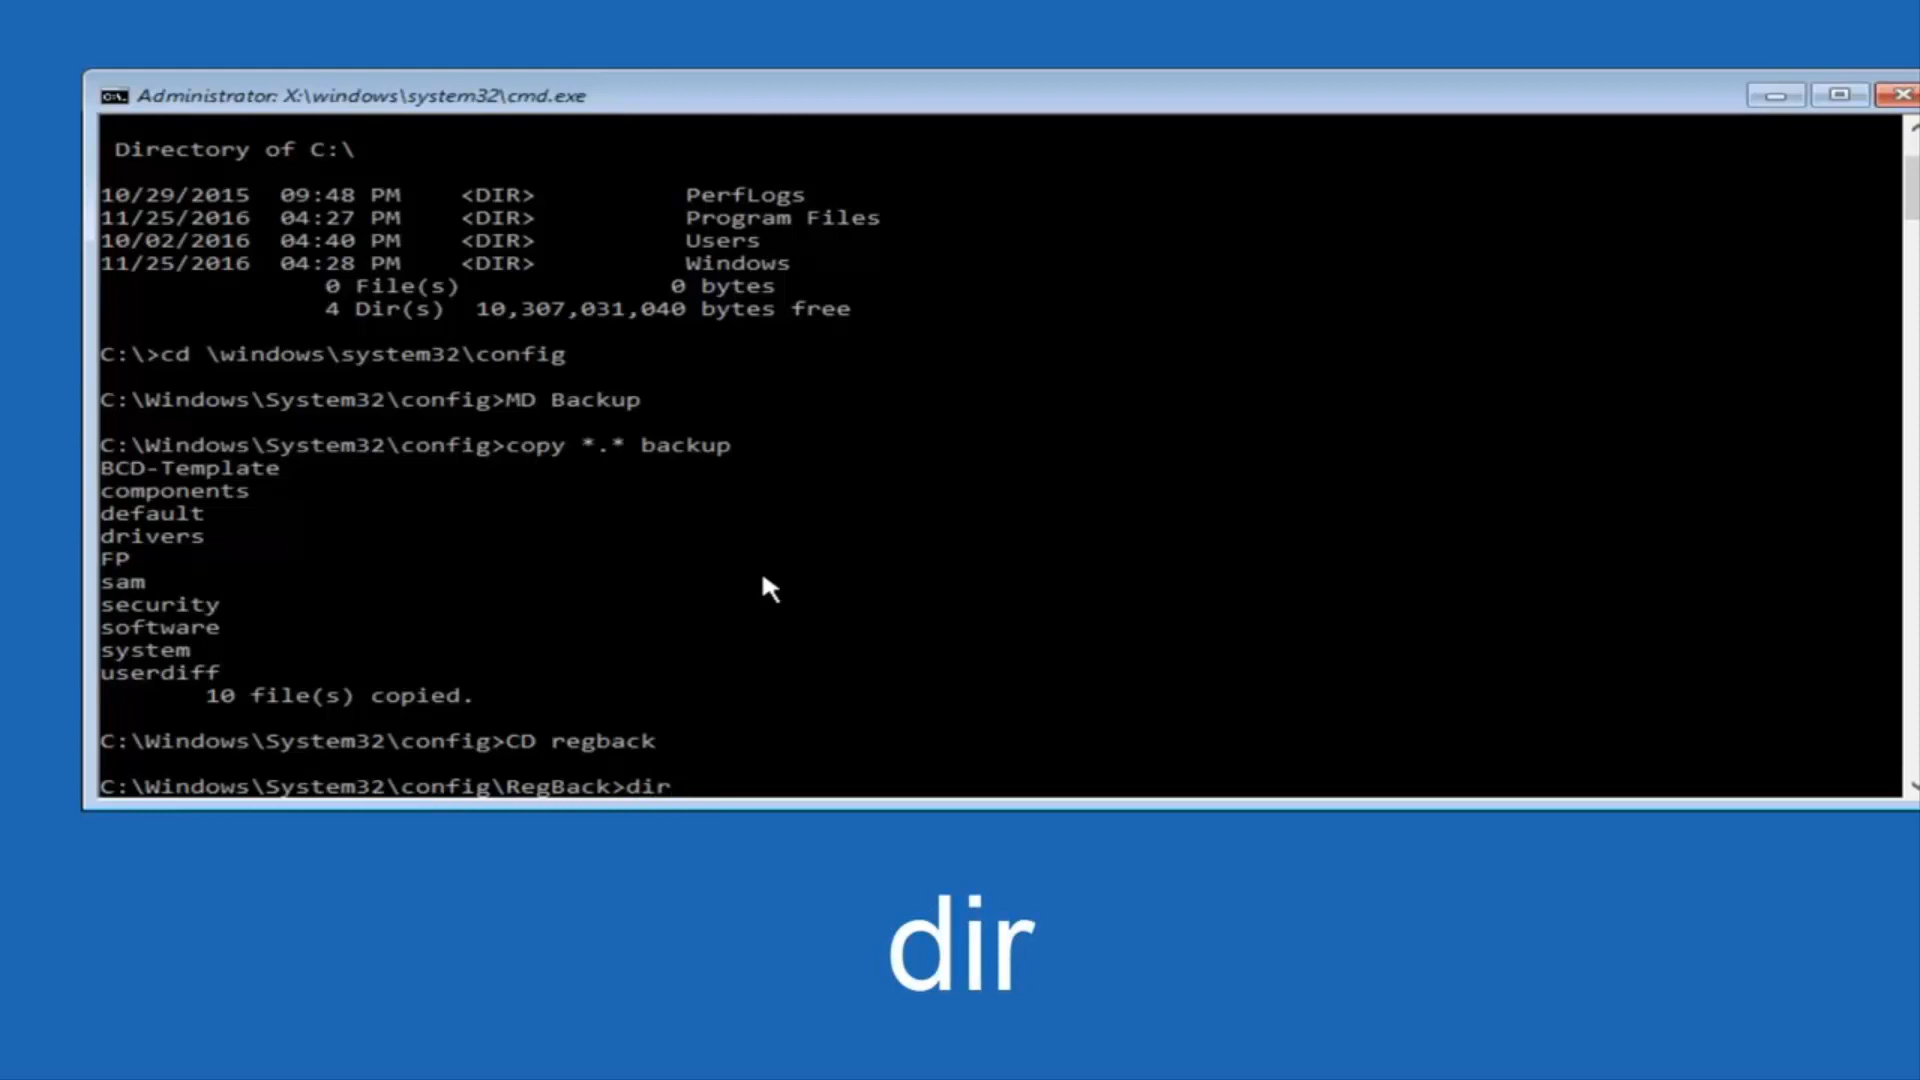 Administrator: X:\windows\system32\cmd.exe
Directory of C:\
10/29/2015 09:48 PM <DIR> PerfLogs
11/25/2016 04:27 PM <DIR> Program Files
10/02/2016 04:40 PM <DIR> Users
11/25/2016 04:28 PM <DIR> Windows
0 File(s) 0 bytes
4 Dir(s) 10,307,031,040 bytes free
C:\>cd \windows\system32\config
C:\Windows\System32\config>MD Backup
C:\Windows\System32\config>copy *.* backup
BCD-Template
components
default
drivers
FP
sam
security
software
system
userdiff
10 file(s) copied.
C:\Windows\System32\config>CD regback
C:\Windows\System32\config\RegBack>dir
dir